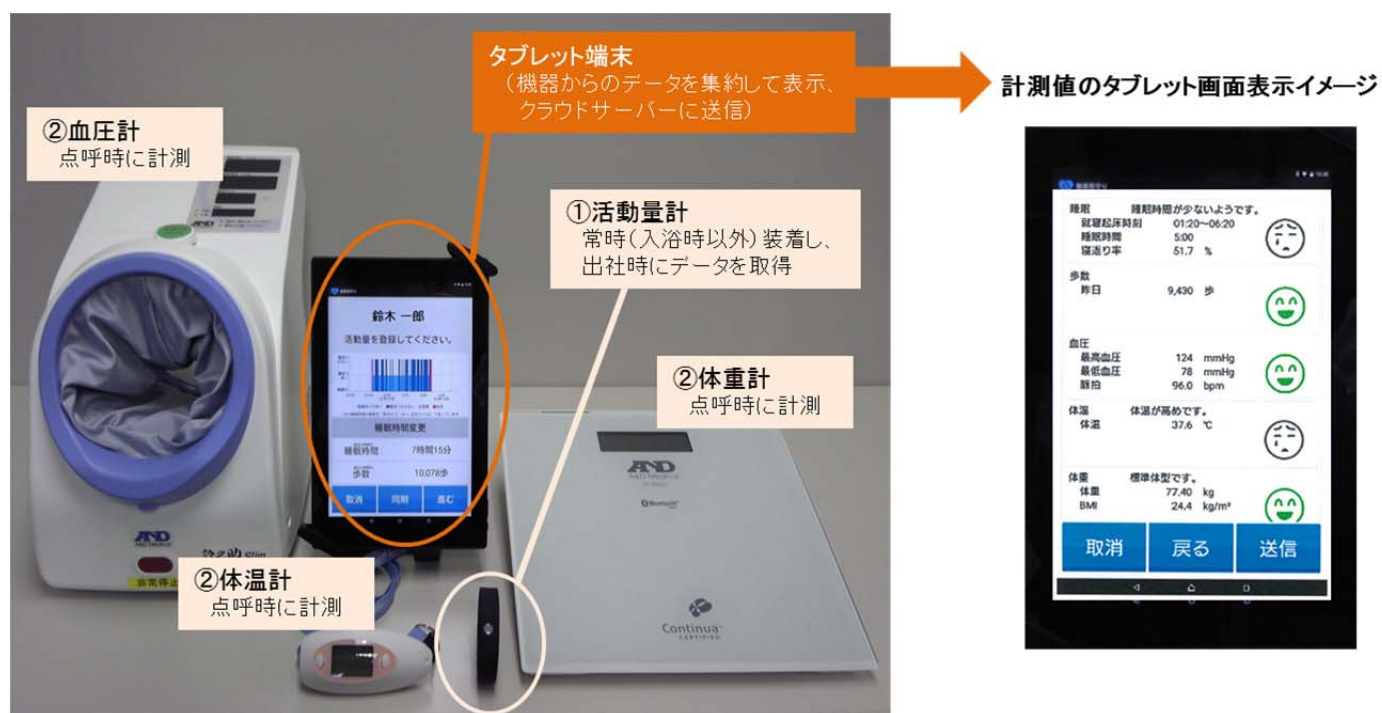 タブレット端末
（機器からのデータを集約して表示、
クラウドサーバーに送信）
計測値のタブレット画面表示イメージ
②血圧計
点呼時に計測
①活動量計
常時（入浴時以外）装着し、
出社時にデータを取得
②体重計
点呼時に計測
②体温計
点呼時に計測
AND
鈴木 一郎
活動量を登録してください。
睡眠時間変更
睡眠時間 7時間15分
歩数 10,078歩
取消 同期 進む
AND
A&D Medical
非常停止
AND
A&D Medical
Bluetooth
Continua
CERTIFIED
睡眠 睡眠時間が少ないようです。
就寝起床時刻 01:20～06:20
睡眠時間 5:00
寝返り率 51.7 %
歩数
昨日 9,430 歩
血圧
最高血圧 124 mmHg
最低血圧 78 mmHg
脈拍 96.0 bpm
体温 体温が高めです。
体温 37.6 ℃
体重 標準体型です。
体重 77.40 kg
BMI 24.4 kg/m²
取消 戻る 送信